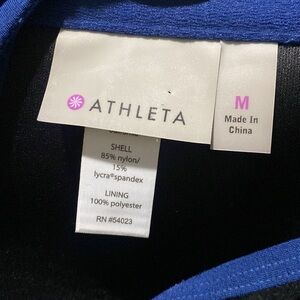 ATHLETA
M
Made In
China
SHELL
85% nylon/
15%
lycra®spandex
LINING
100% polyester
RN #54023